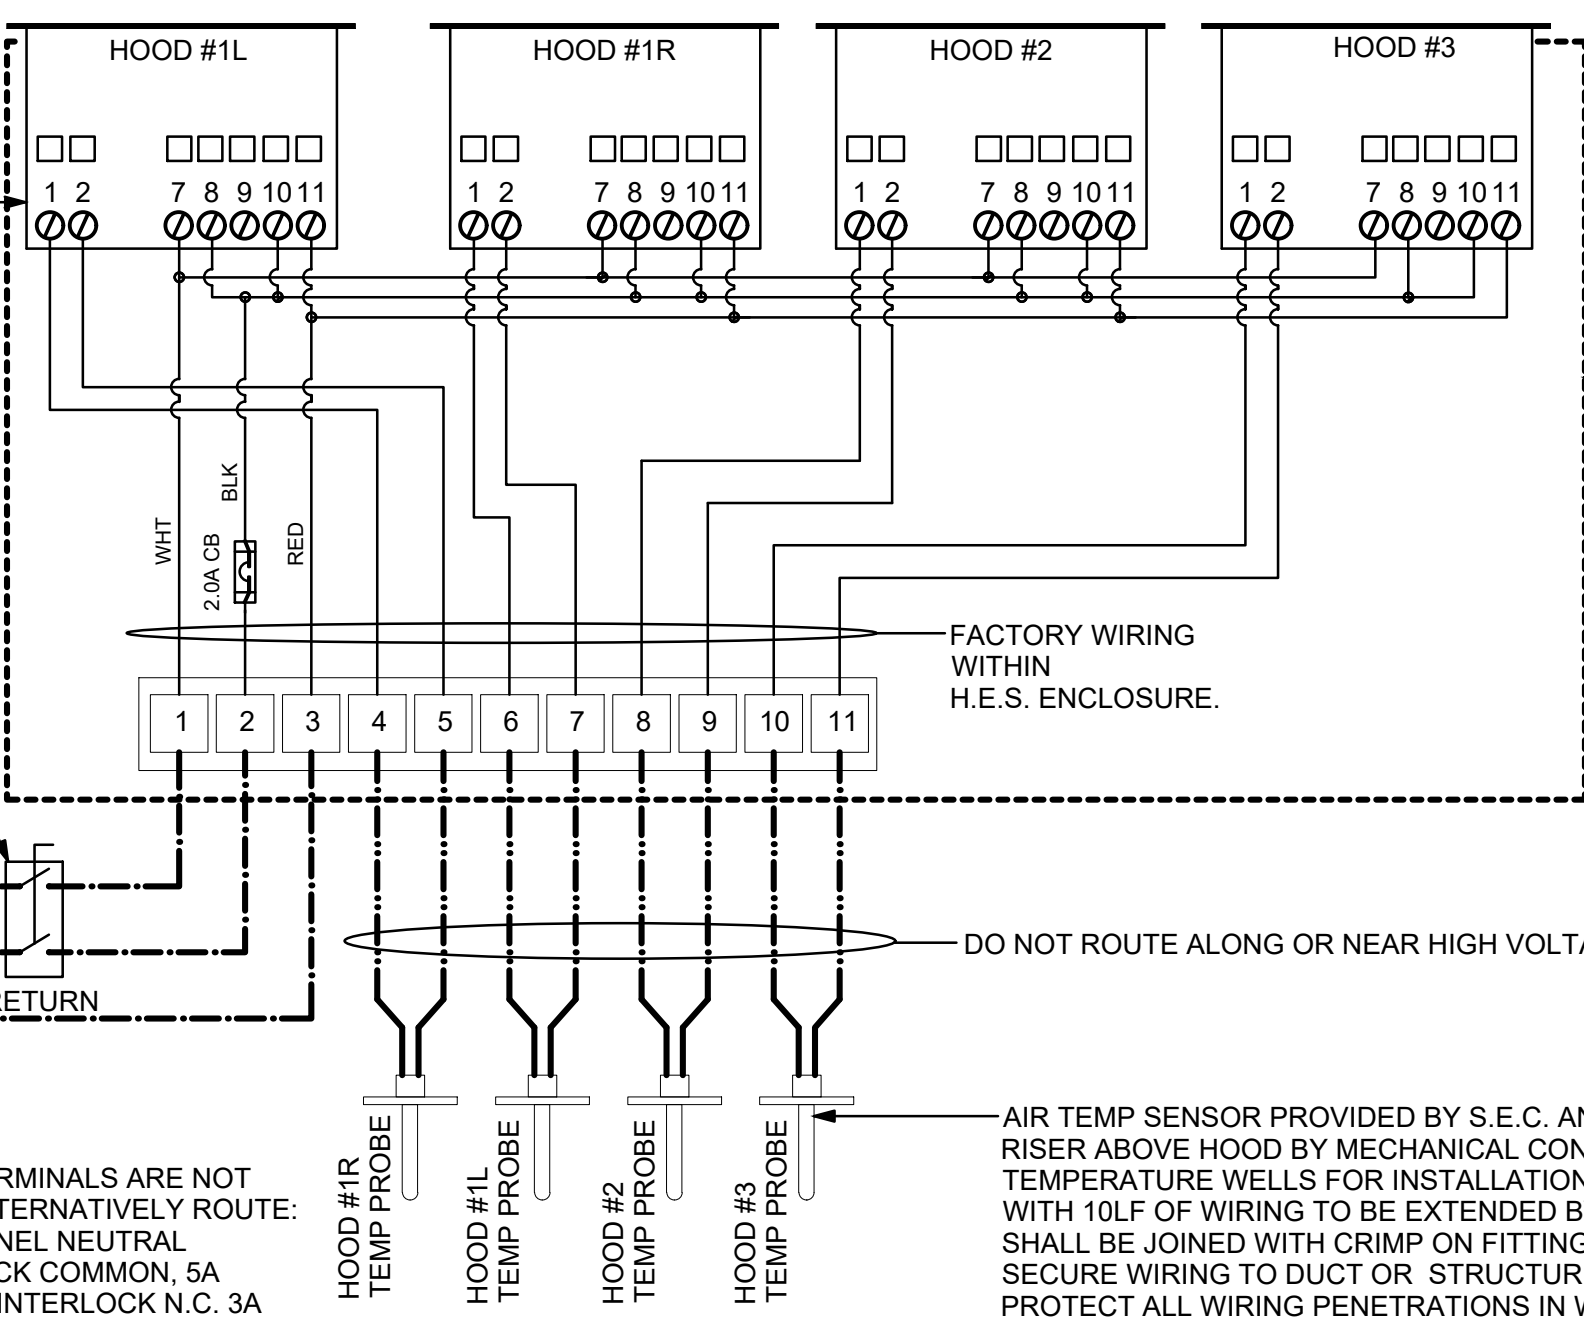 HOOD #1L
HOOD #1R
HOOD #2
HOOD #3
1 2 7 8 9 10 11
1 2 7 8 9 10 11
1 2 7 8 9 10 11
1 2 7 8 9 10 11
WHT
BLK
2.0A CB
RED
FACTORY WIRING
WITHIN
H.E.S. ENCLOSURE.
1 2 3 4 5 6 7 8 9 10 11
DO NOT ROUTE ALONG OR NEAR HIGH VOLTA
RETURN
HOOD #1R
TEMP PROBE
HOOD #1L
TEMP PROBE
HOOD #2
TEMP PROBE
HOOD #3
TEMP PROBE
AIR TEMP SENSOR PROVIDED BY S.E.C. AN
RISER ABOVE HOOD BY MECHANICAL CON
TEMPERATURE WELLS FOR INSTALLATION
WITH 10LF OF WIRING TO BE EXTENDED B
SHALL BE JOINED WITH CRIMP ON FITTING
SECURE WIRING TO DUCT OR STRUCTUR
PROTECT ALL WIRING PENETRATIONS IN W
RMINALS ARE NOT
TERNATIVELY ROUTE:
NEL NEUTRAL
CK COMMON, 5A
INTERLOCK N.C. 3A